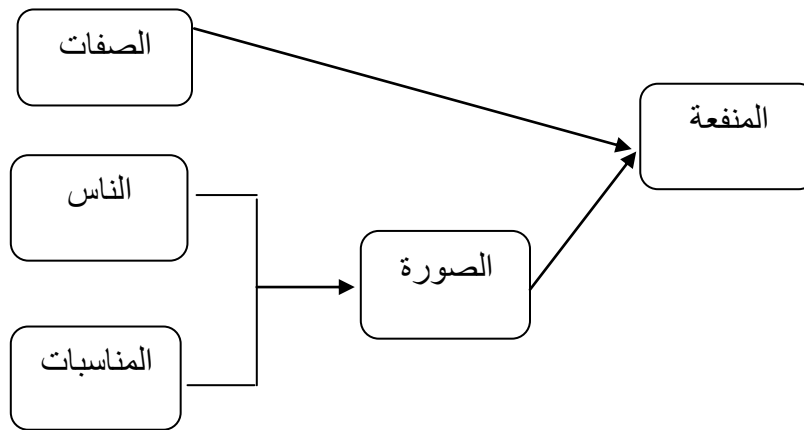 الصفات
المنفعة
الناس
الصورة
المناسبات